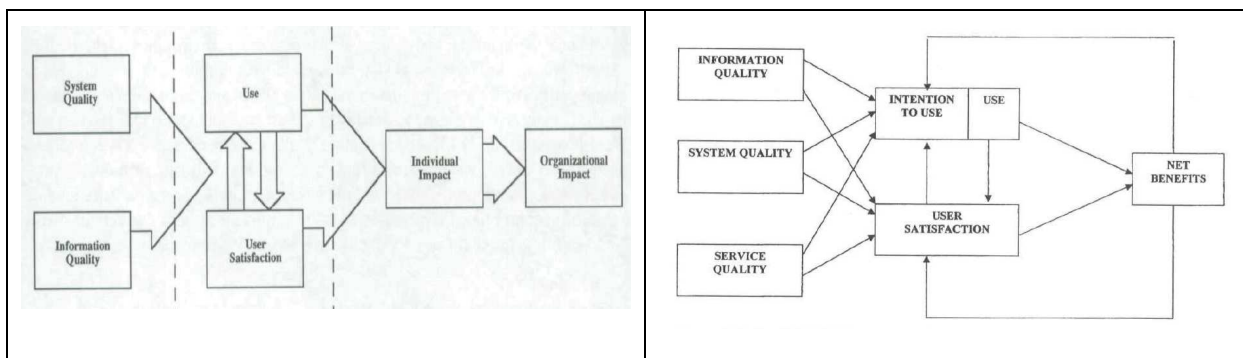 System
Quality
Use
Individual
Impact
Organizational
Impact
Information
Quality
User
Satisfaction
INFORMATION
QUALITY
INTENTION
TO USE
USE
SYSTEM QUALITY
NET
BENEFITS
USER
SATISFACTION
SERVICE
QUALITY